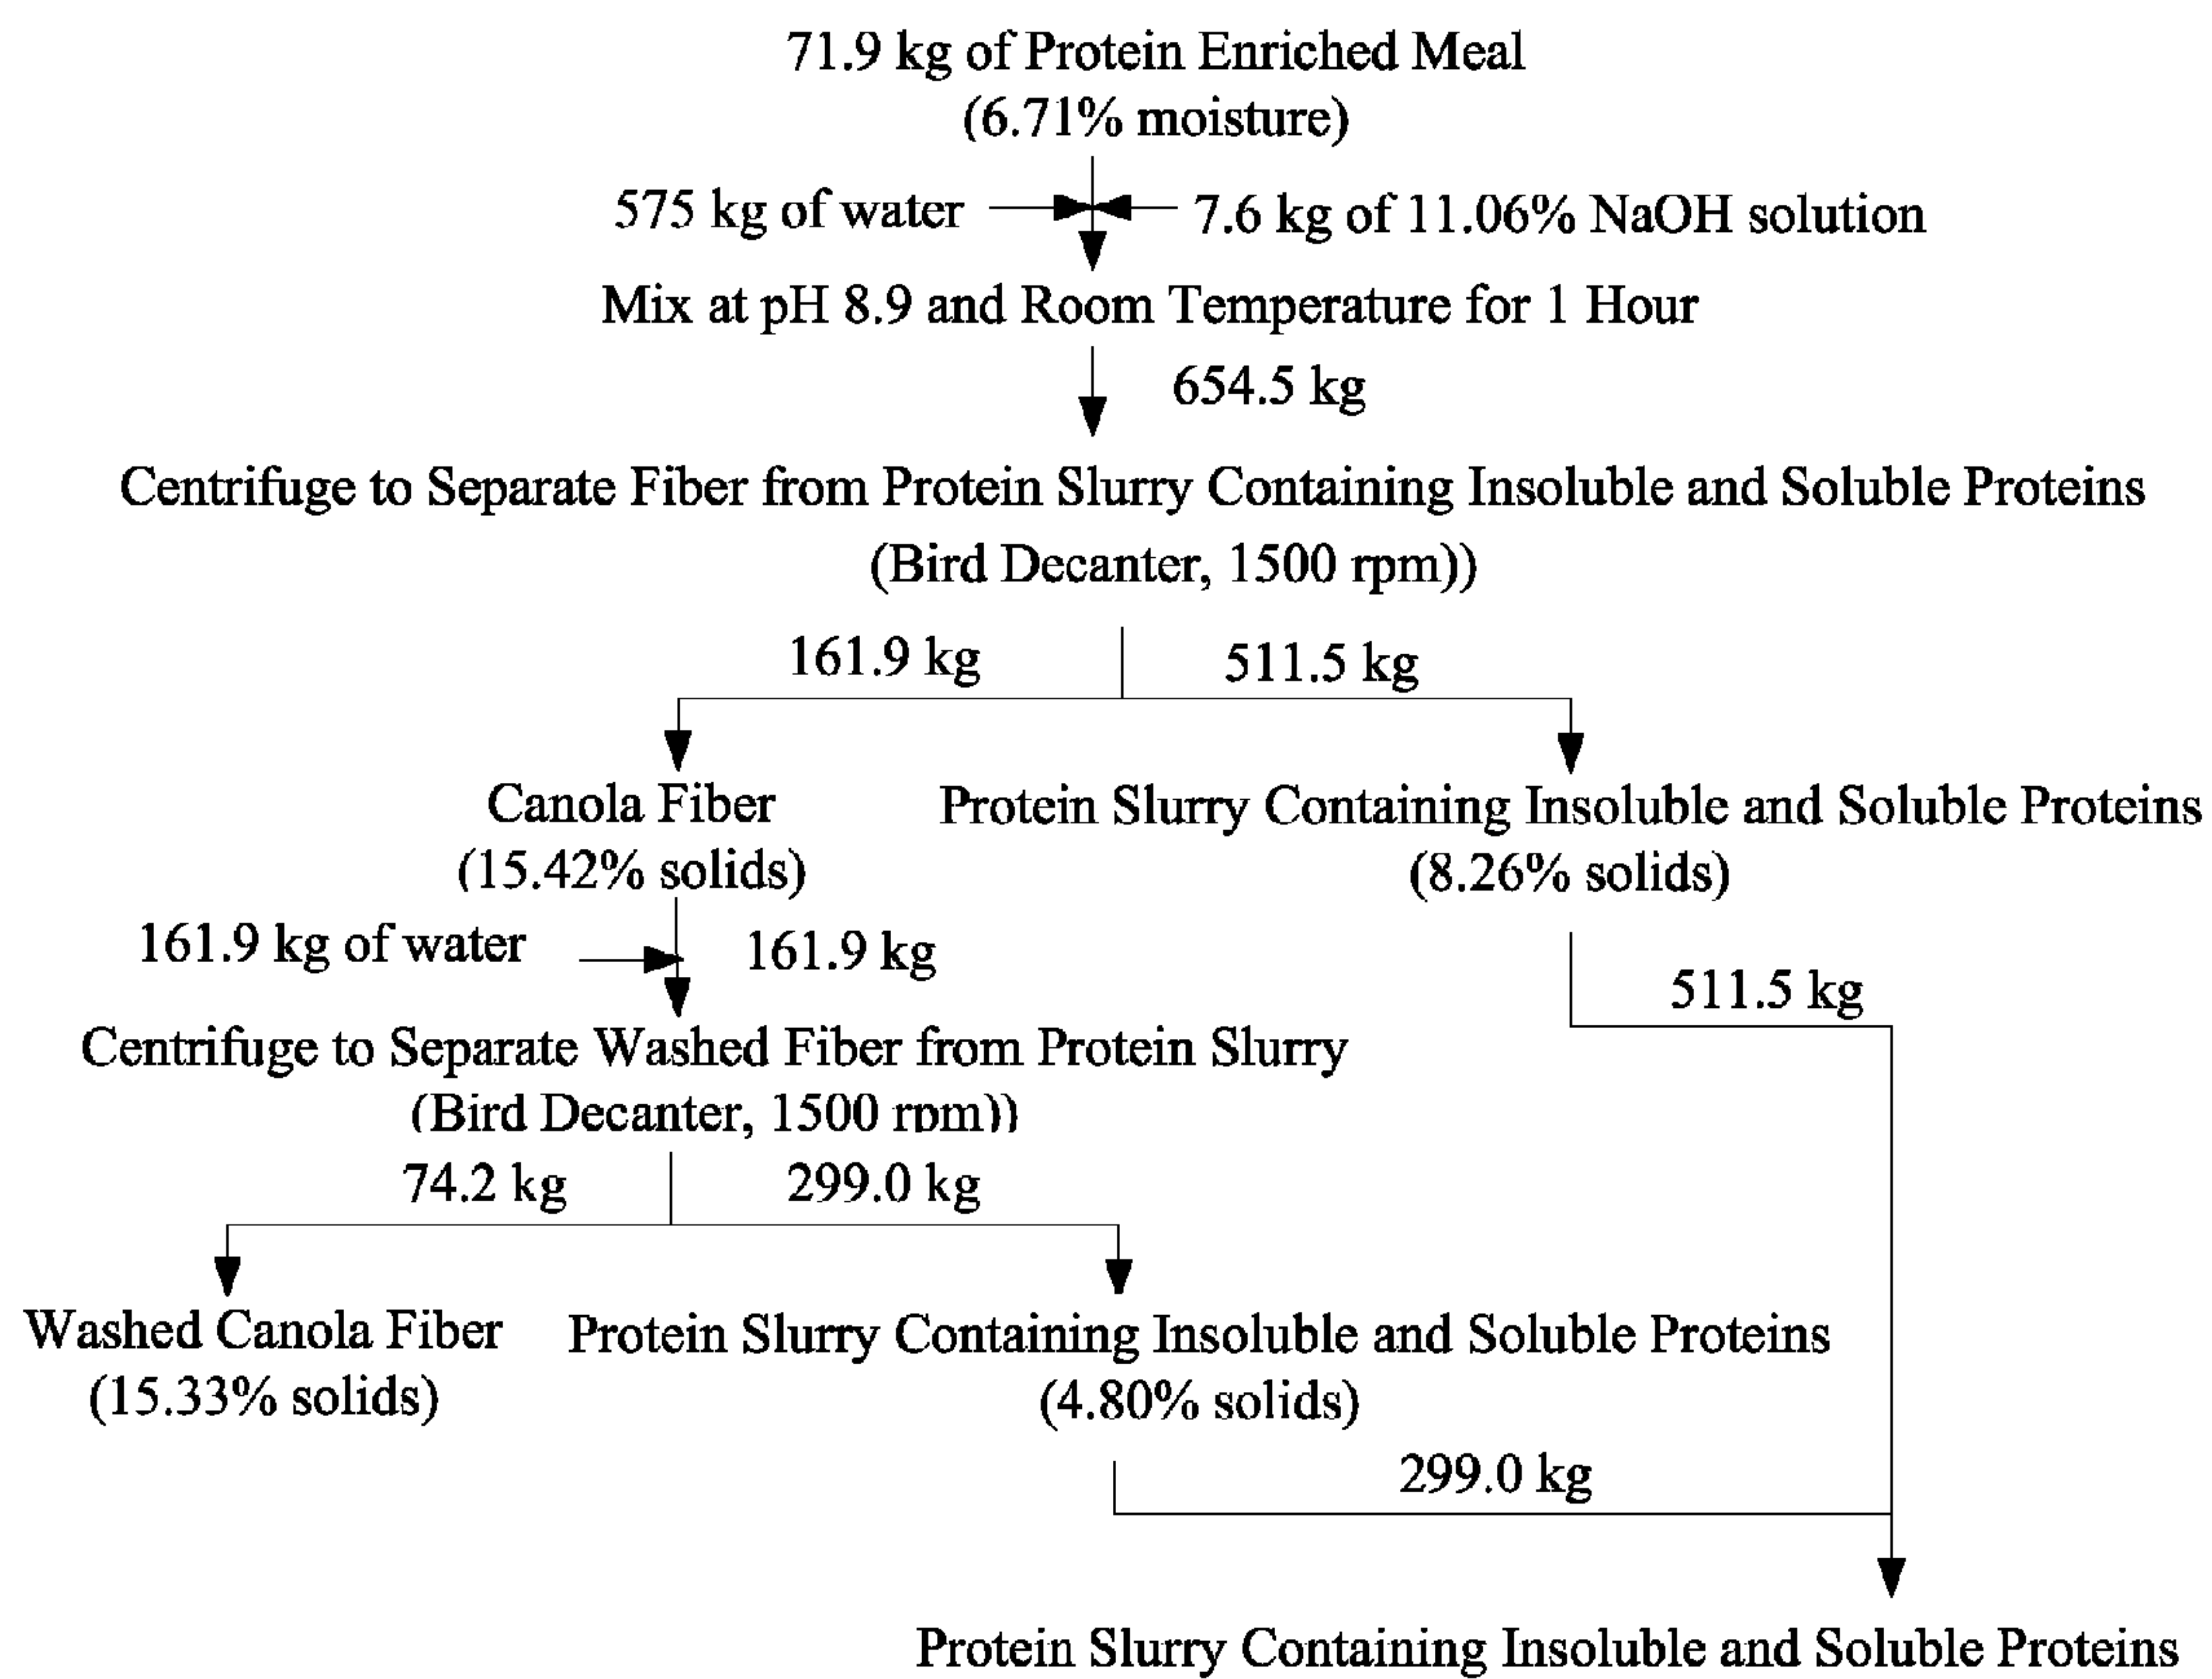 71.9 kg of Protein Enriched Meal
(6.71% moisture)
575 kg of water
7.6 kg of 11.06% NaOH solution
Mix at pH 8.9 and Room Temperature for 1 Hour
654.5 kg
Centrifuge to Separate Fiber from Protein Slurry Containing Insoluble and Soluble Proteins
(Bird Decanter, 1500 rpm))
161.9 kg
511.5 kg
Canola Fiber
Protein Slurry Containing Insoluble and Soluble Proteins
(15.42% solids)
(8.26% solids)
161.9 kg of water
161.9 kg
511.5 kg
Centrifuge to Separate Washed Fiber from Protein Slurry
(Bird Decanter, 1500 rpm))
74.2 kg
299.0 kg
Washed Canola Fiber
Protein Slurry Containing Insoluble and Soluble Proteins
(15.33% solids)
(4.80% solids)
299.0 kg
Protein Slurry Containing Insoluble and Soluble Proteins